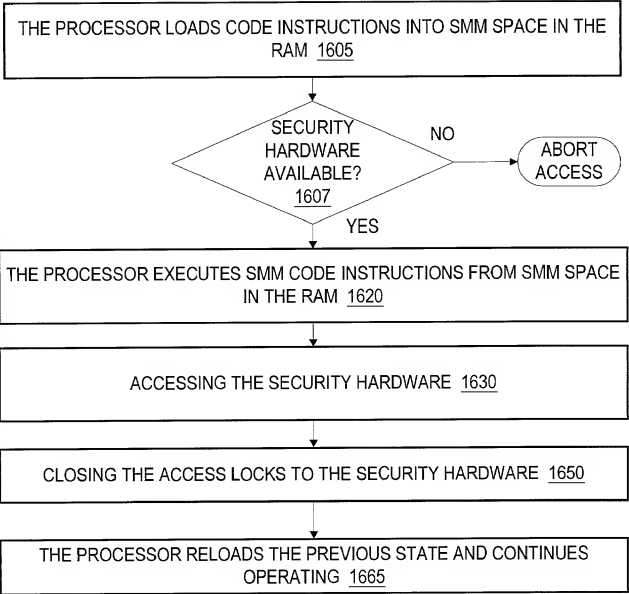 THE PROCESSOR LOADS CODE INSTRUCTIONS INTO SMM SPACE IN THE
RAM 1605
SECURITY
HARDWARE
AVAILABLE?
1607
NO
ABORT
ACCESS
YES
THE PROCESSOR EXECUTES SMM CODE INSTRUCTIONS FROM SMM SPACE
IN THE RAM 1620
ACCESSING THE SECURITY HARDWARE 1630
CLOSING THE ACCESS LOCKS TO THE SECURITY HARDWARE 1650
THE PROCESSOR RELOADS THE PREVIOUS STATE AND CONTINUES
OPERATING 1665